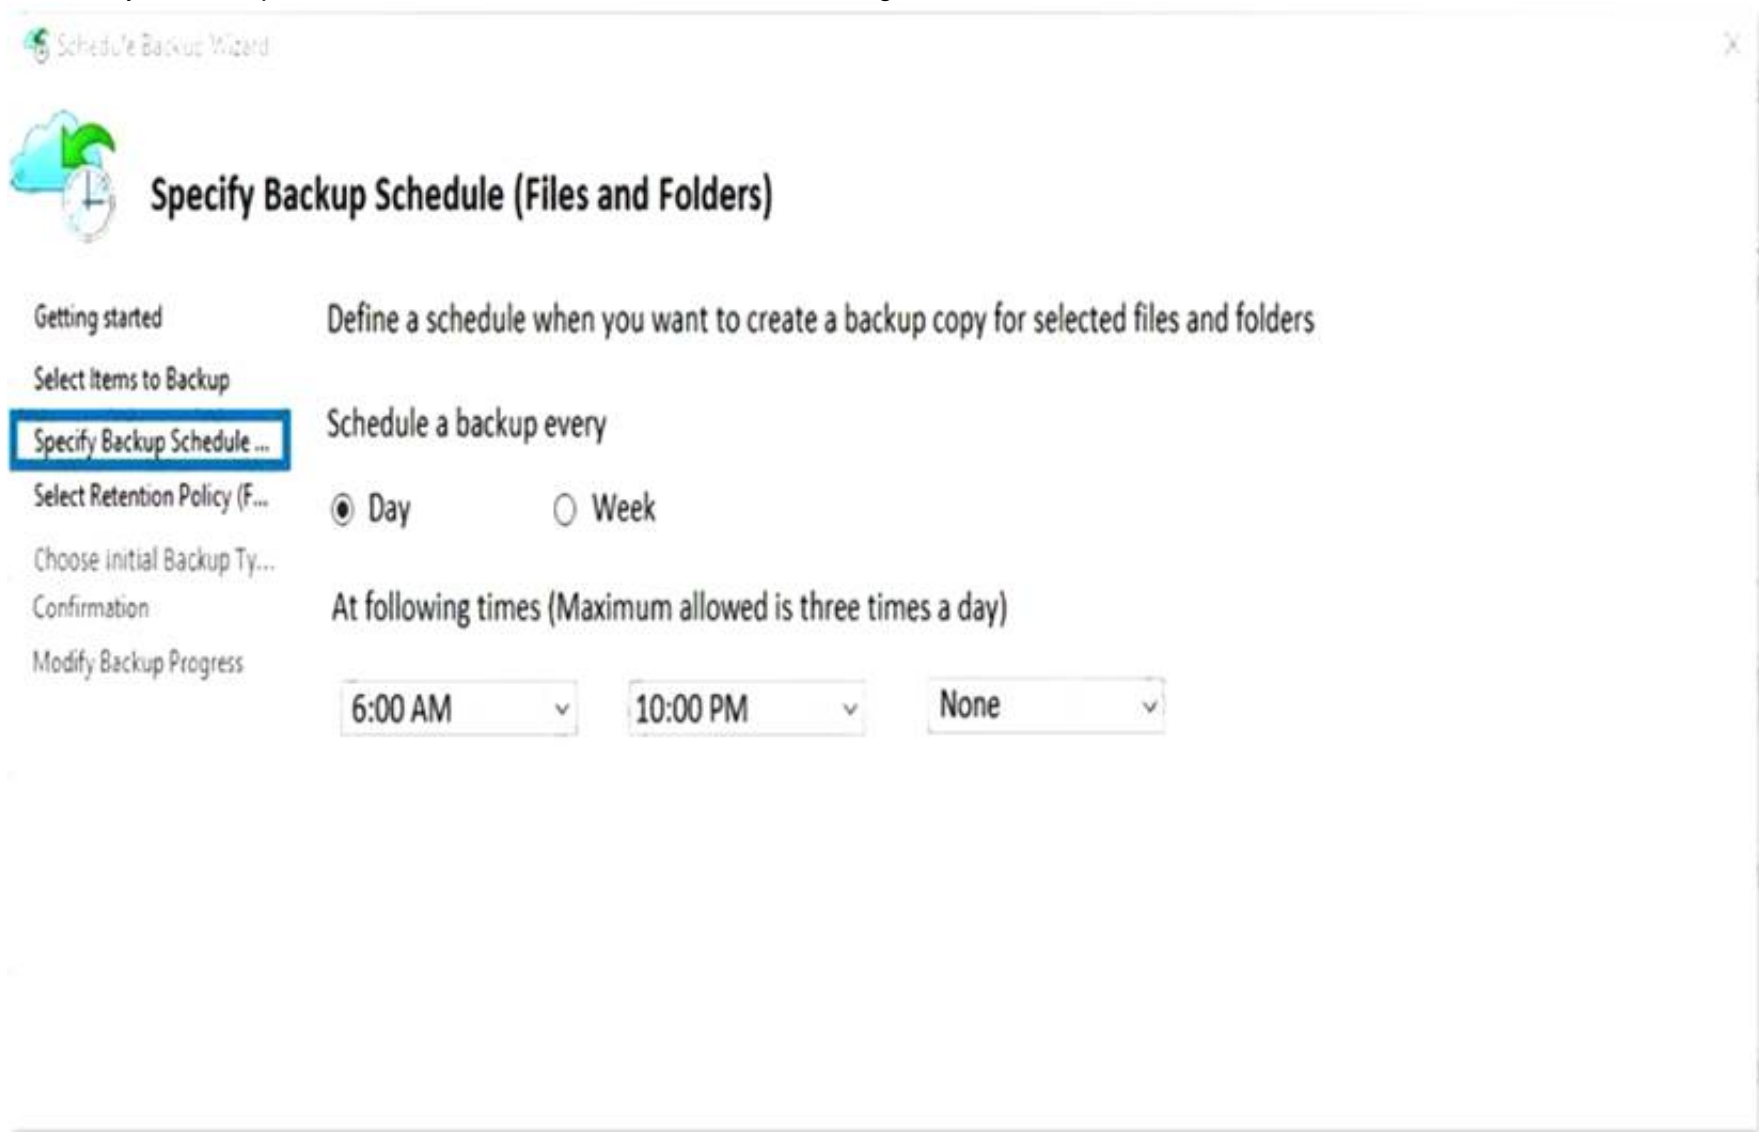 Schedule Backup Wizard
Specify Backup Schedule (Files and Folders)
Getting started
Define a schedule when you want to create a backup copy for selected files and folders
Select Items to Backup
Schedule a backup every
Specify Backup Schedule ...
Select Retention Policy (F...
Day
Week
Choose initial Backup Ty...
Confirmation
At following times (Maximum allowed is three times a day)
Modify Backup Progress
6:00 AM
10:00 PM
None